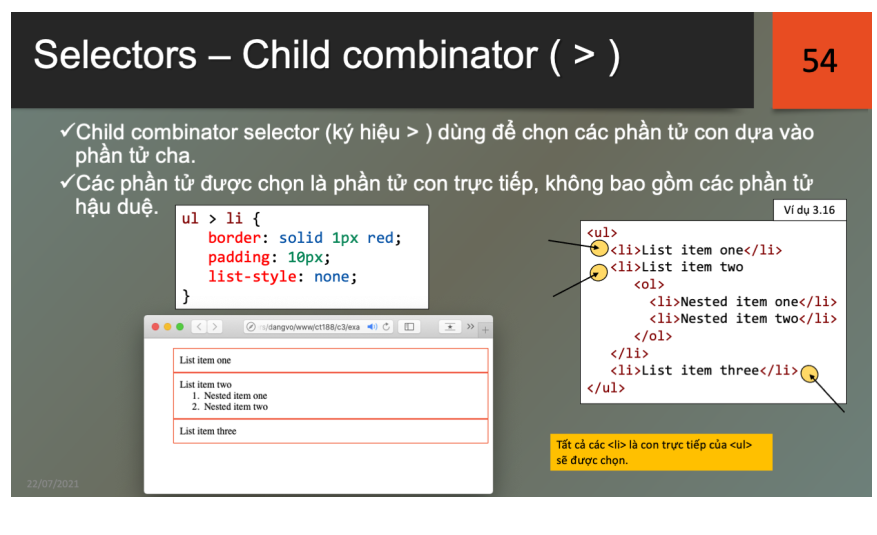 Selectors – Child combinator ( > )
54
✓Child combinator selector (ký hiệu > ) dùng để chọn các phần tử con dựa vào
phần tử cha.
✓Các phần tử được chọn là phần tử con trực tiếp, không bao gồm các phần tử
hậu duệ.
ul > li {
border: solid 1px red;
padding: 10px;
list-style: none;
}
Ví dụ 3.16
<ul>
<li>List item one</li>
<li>List item two
<ol>
<li>Nested item one</li>
<li>Nested item two</li>
</ol>
</li>
<li>List item three</li>
</ul>
s/dangvo/www/ct188/c3/exa
List item one
List item two
1. Nested item one
2. Nested item two
List item three
Tất cả các <li> là con trực tiếp của <ul>
sẽ được chọn.
22/07/2021